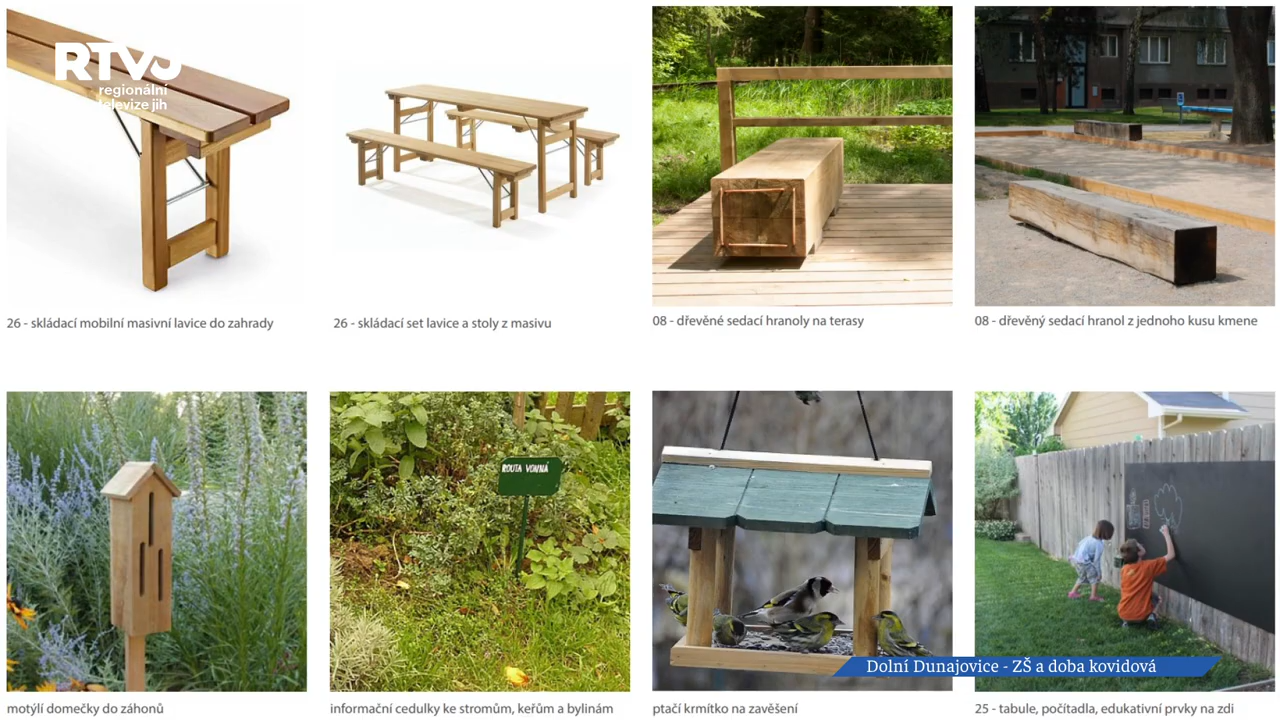 RTVJ
regionální
televize jih
26 - skládací mobilní masivní lavice do zahrady
26 - skládací set lavice a stoly z masivu
08 - dřevěné sedací hranoly na terasy
08 - dřevěný sedací hranol z jednoho kusu kmene
ROUTA VONNÁ
motýlí domečky do záhonů
informační cedulky ke stromům, keřům a bylinám
ptačí krmítko na zavěšení
25 - tabule, počítadla, edukativní prvky na zdi
Dolní Dunajovice - ZŠ a doba kovidová